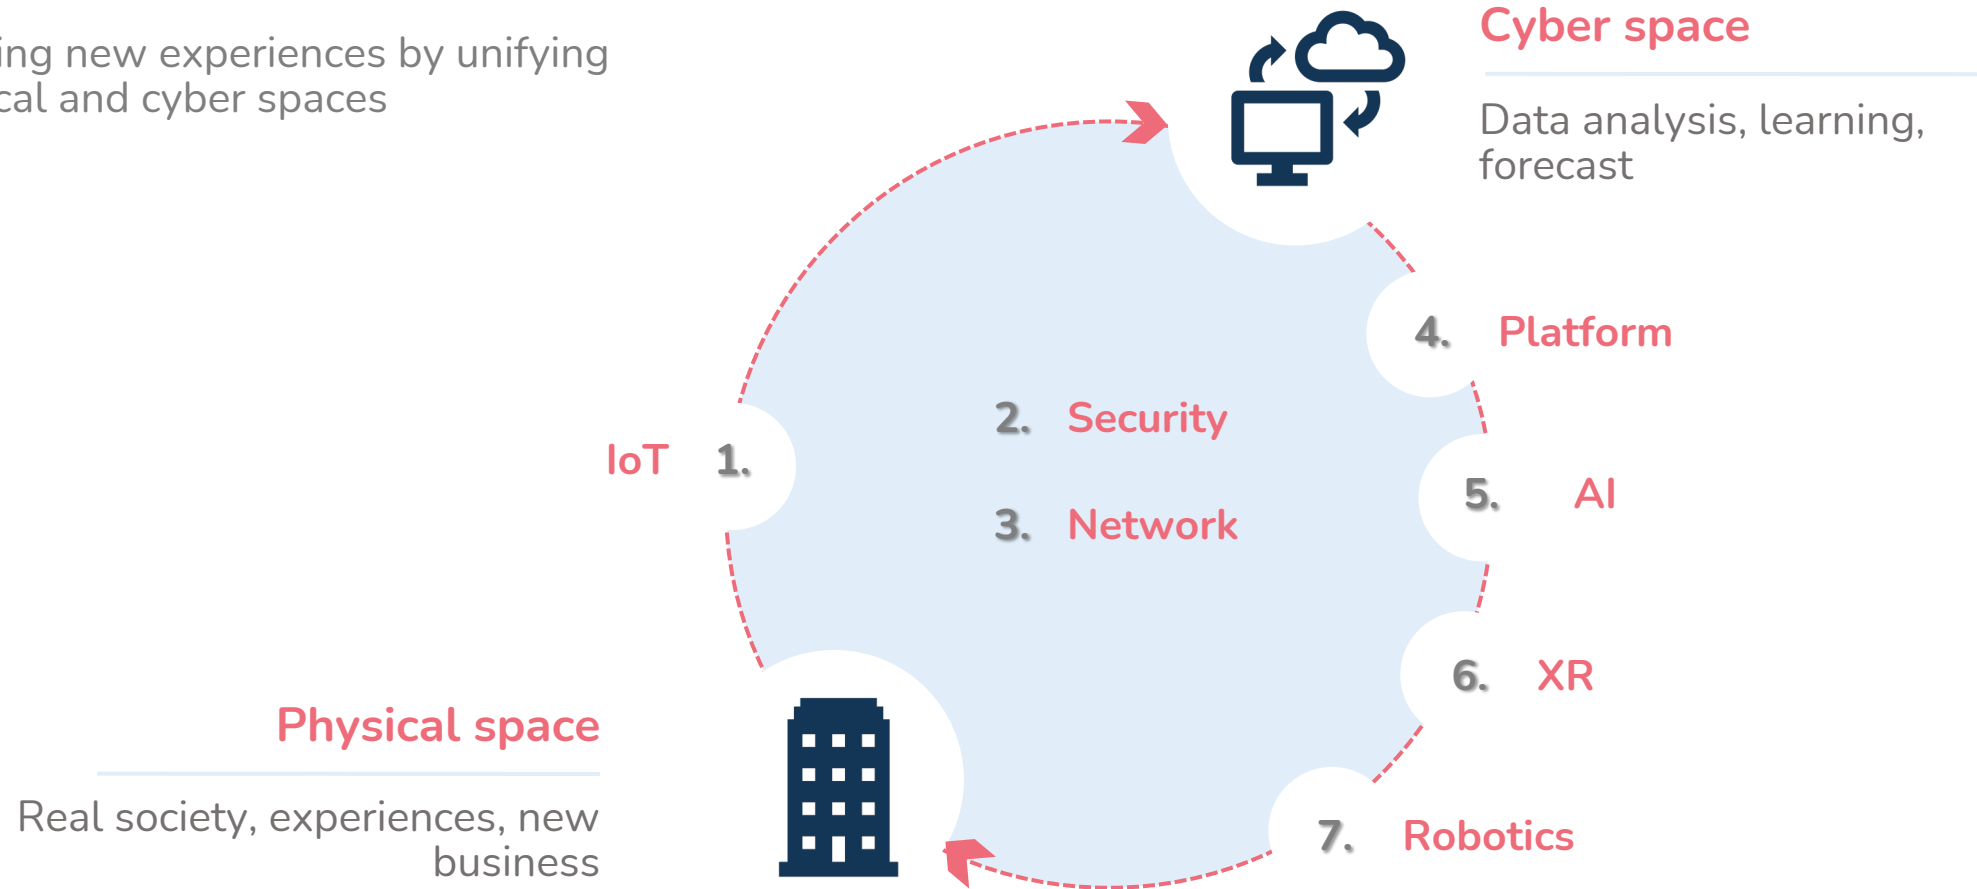 ing new experiences by unifying
cal and cyber spaces
Cyber space
Data analysis, learning,
forecast
4. Platform
2. Security
IoT 1.
5. AI
3. Network
6. XR
Physical space
Real society, experiences, new
business
7. Robotics